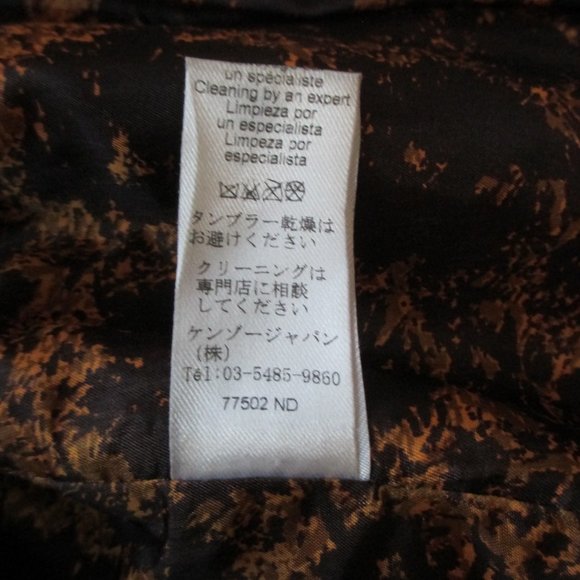 un spécialiste
Cleaning by an expert
Limpieza por
un especialista
Limpeza por
especialista
タンブラー乾燥は
お避けください
クリーニングは
専門店に相談
してください
ケンゾージャパン
(株)
Tél:03-5485-9860
77502 ND